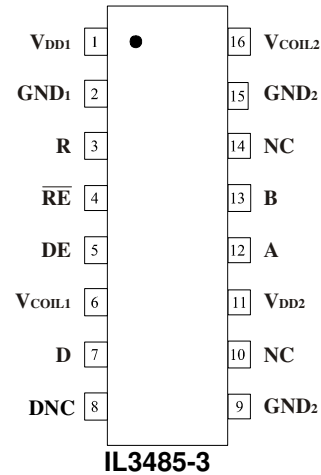 VDD1 1 16 VCOIL2
GND1 2 15 GND2
R 3 14 NC
R̅E̅ 4 13 B
DE 5 12 A
VCOIL1 6 11 VDD2
D 7 10 NC
DNC 8 9 GND2
IL3485-3